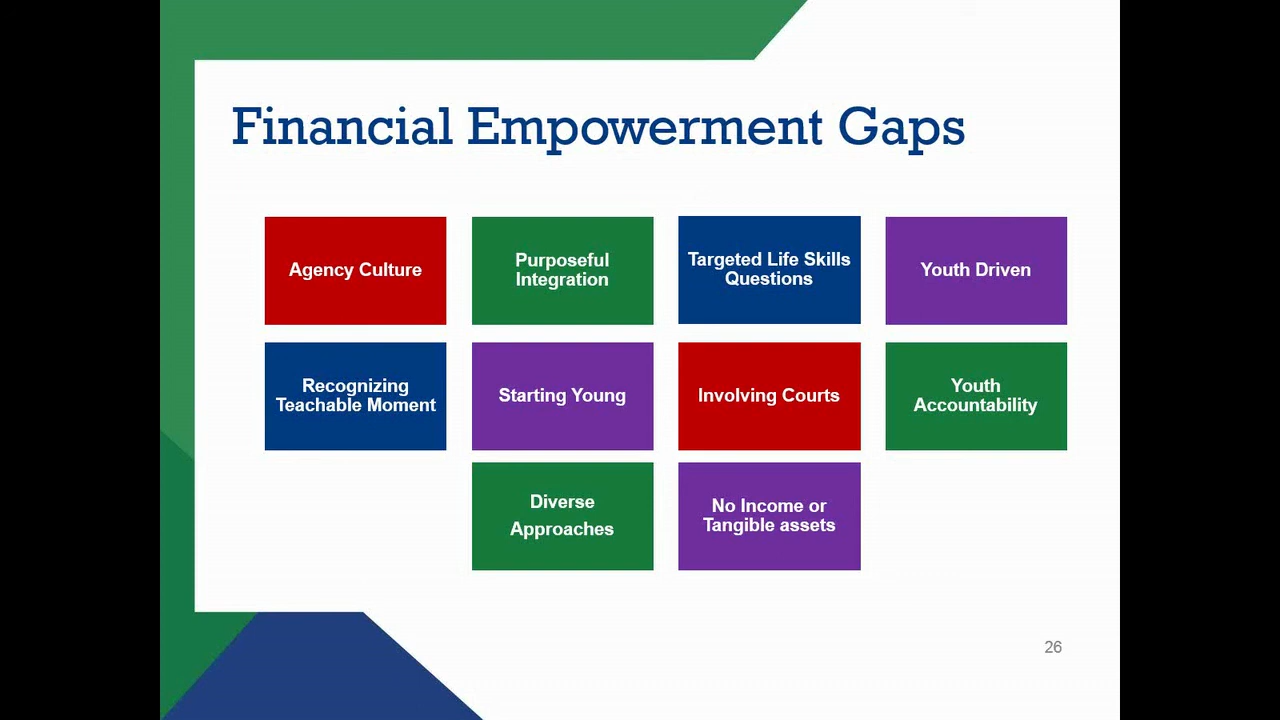 Financial Empowerment Gaps
Agency Culture
Purposeful
Integration
Targeted Life Skills
Questions
Youth Driven
Recognizing
Teachable Moment
Starting Young
Involving Courts
Youth
Accountability
Diverse
Approaches
No Income or
Tangible assets
26